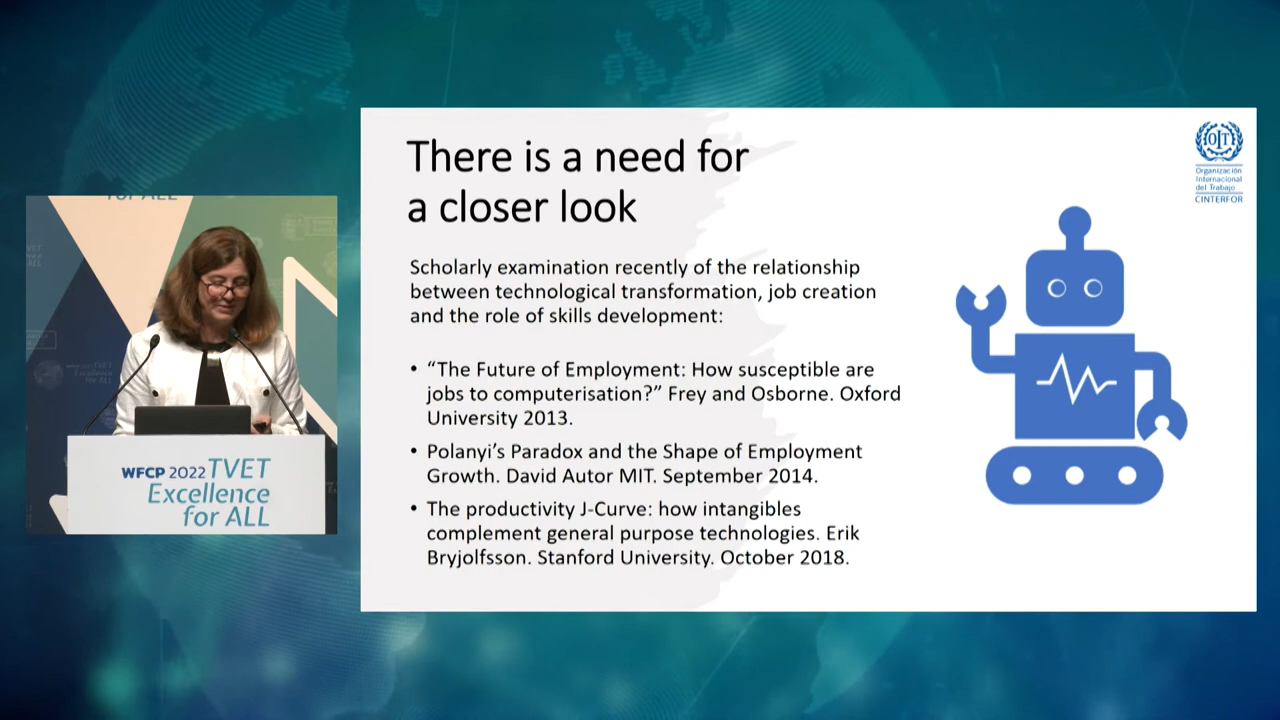 There is a need for
a closer look
Scholarly examination recently of the relationship
between technological transformation, job creation
and the role of skills development:
• “The Future of Employment: How susceptible are
jobs to computerisation?” Frey and Osborne. Oxford
University 2013.
• Polanyi’s Paradox and the Shape of Employment
Growth. David Autor MIT. September 2014.
• The productivity J-Curve: how intangibles
complement general purpose technologies. Erik
Bryjolfsson. Stanford University. October 2018.
OIT
Organización
Internacional
del Trabajo
CINTERFOR
for ALL
WFCP 2022 TVET
Excellence
for ALL